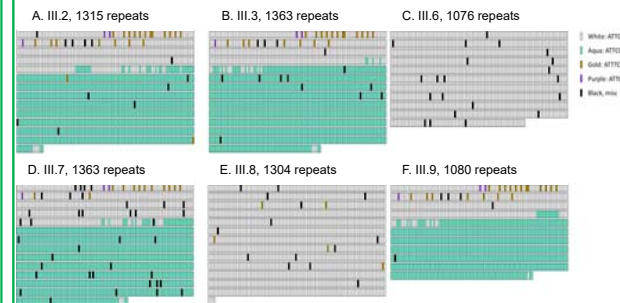 A. III.2, 1315 repeats
B. III.3, 1363 repeats
C. III.6, 1076 repeats
White: ATTC
Aqua: ATTC
Gold: ATTTC
Purple: ATTC
Black, misc
D. III.7, 1363 repeats
E. III.8, 1304 repeats
F. III.9, 1080 repeats